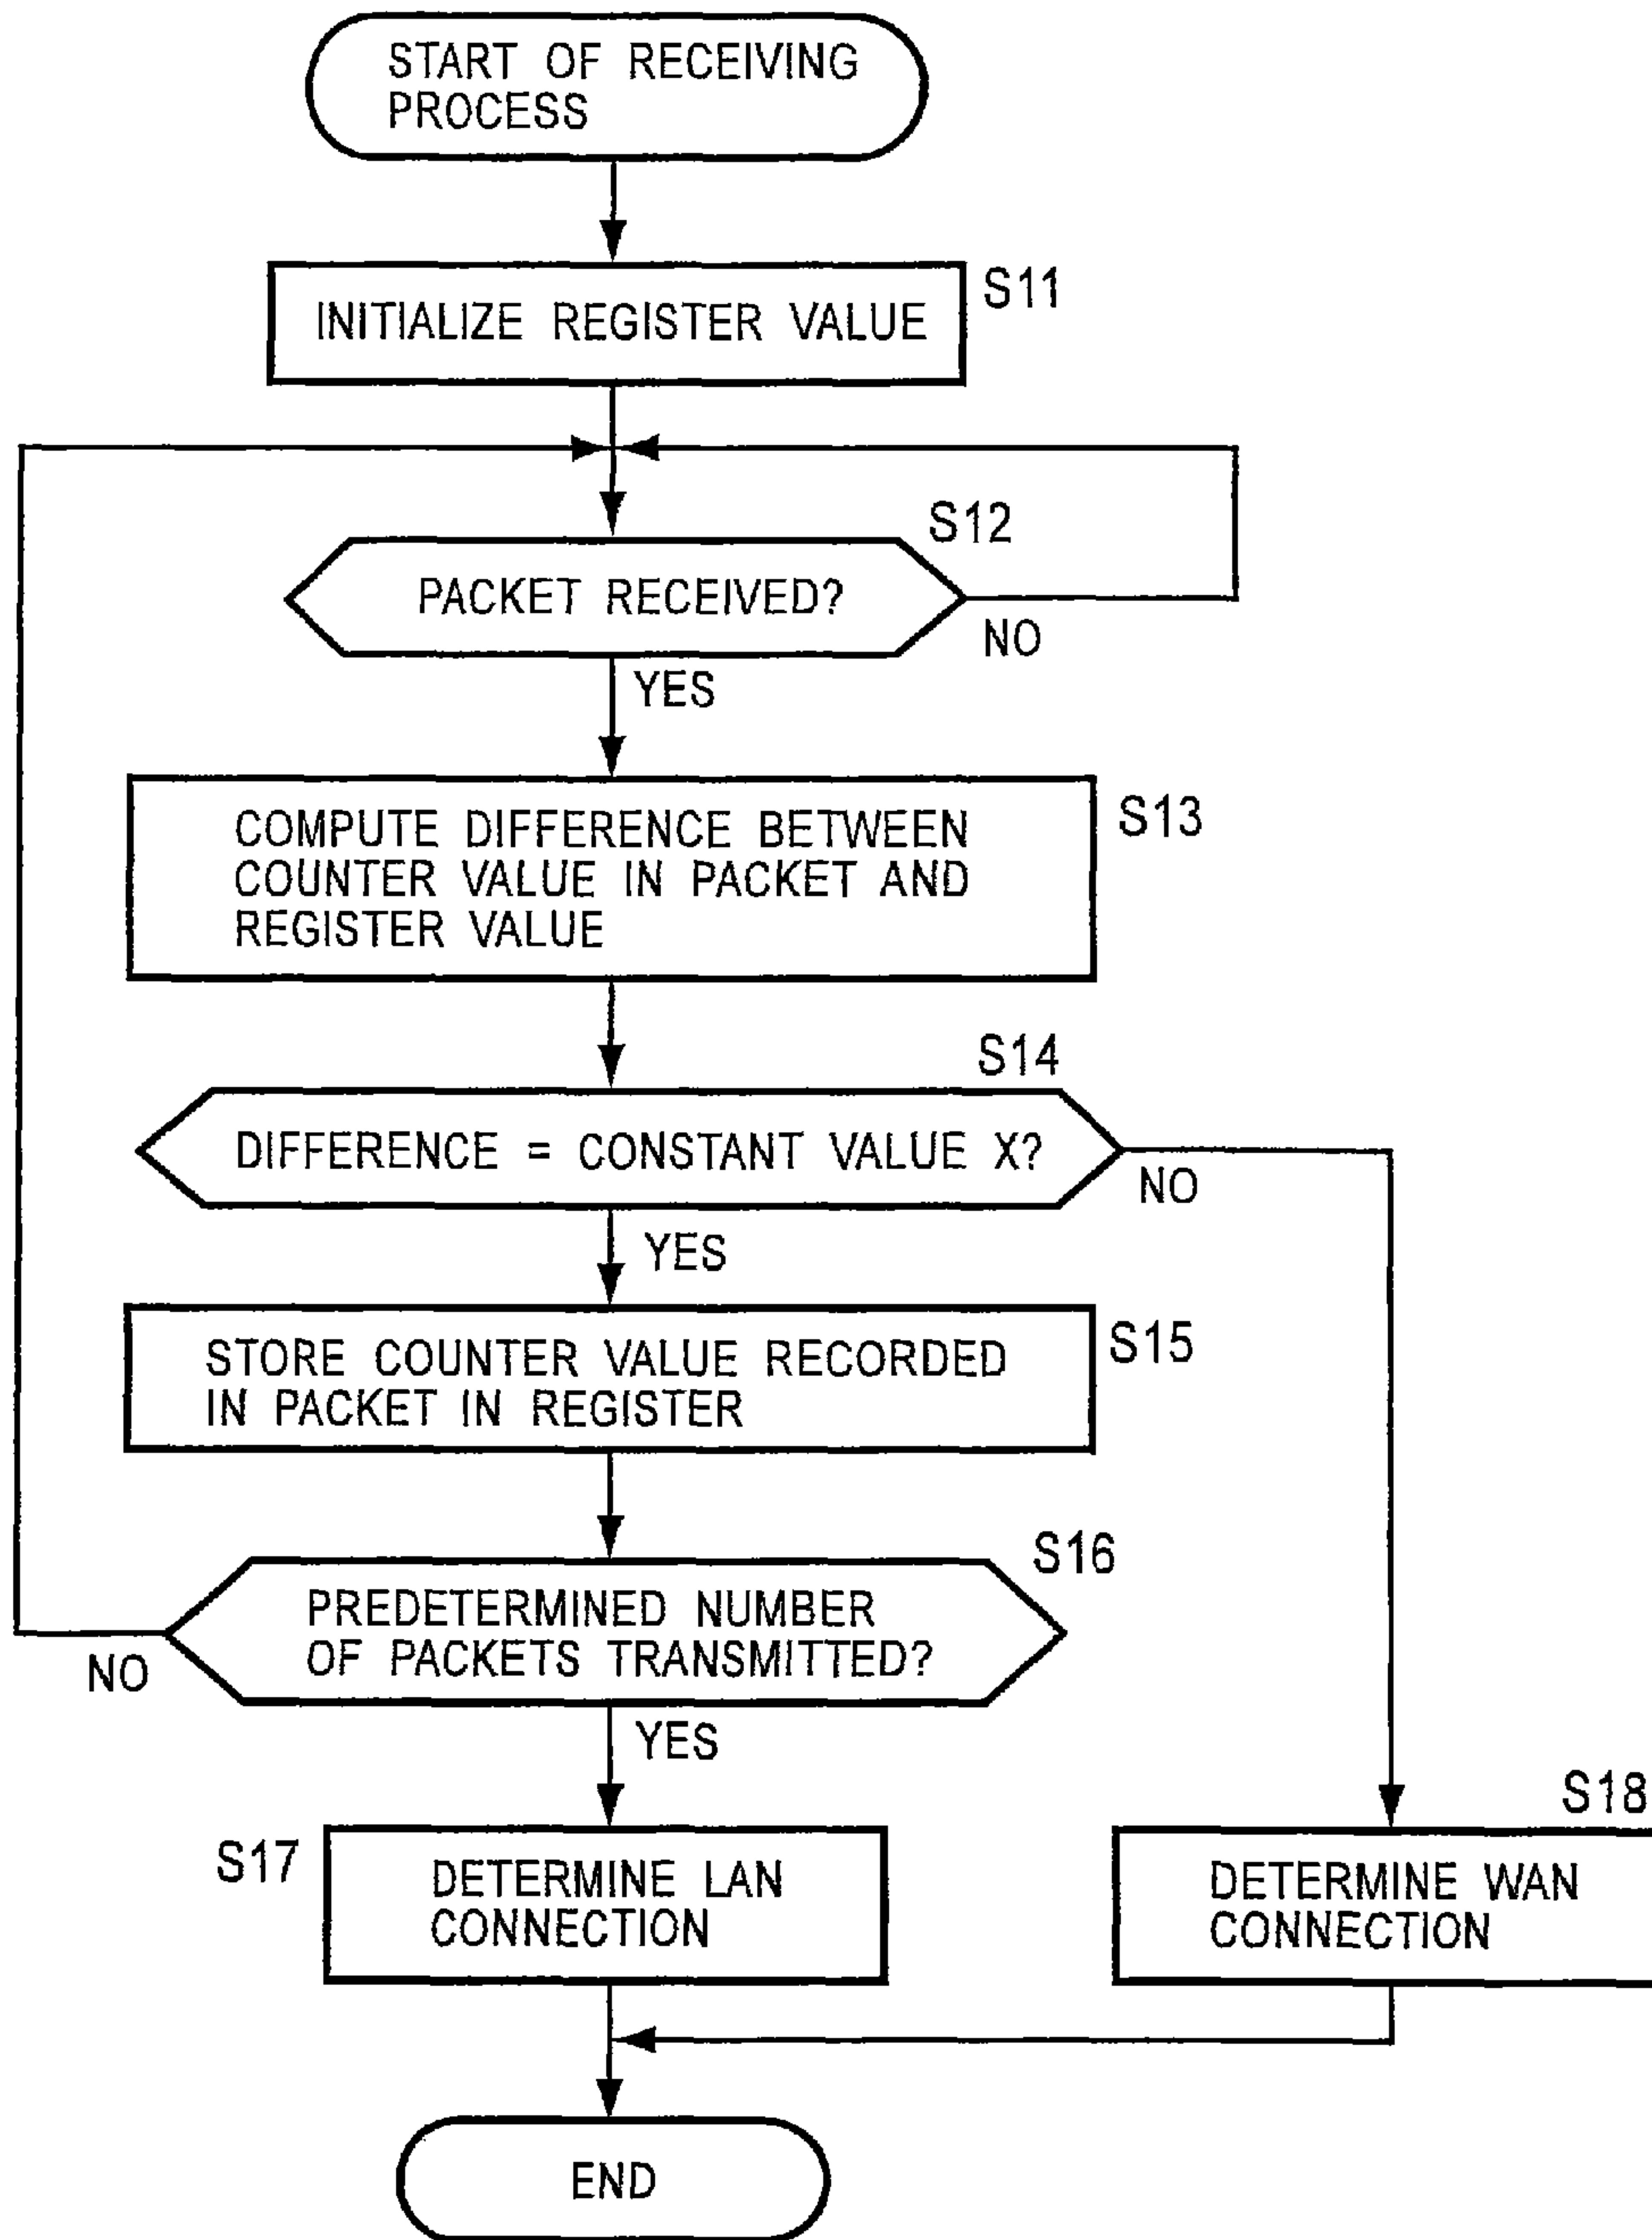 START OF RECEIVING
PROCESS
S11
INITIALIZE REGISTER VALUE
S12
PACKET RECEIVED?
NO
YES
S13
COMPUTE DIFFERENCE BETWEEN
COUNTER VALUE IN PACKET AND
REGISTER VALUE
S14
DIFFERENCE = CONSTANT VALUE X?
NO
YES
S15
STORE COUNTER VALUE RECORDED
IN PACKET IN REGISTER
S16
PREDETERMINED NUMBER
OF PACKETS TRANSMITTED?
NO
YES
S17
DETERMINE LAN
CONNECTION
S18
DETERMINE WAN
CONNECTION
END